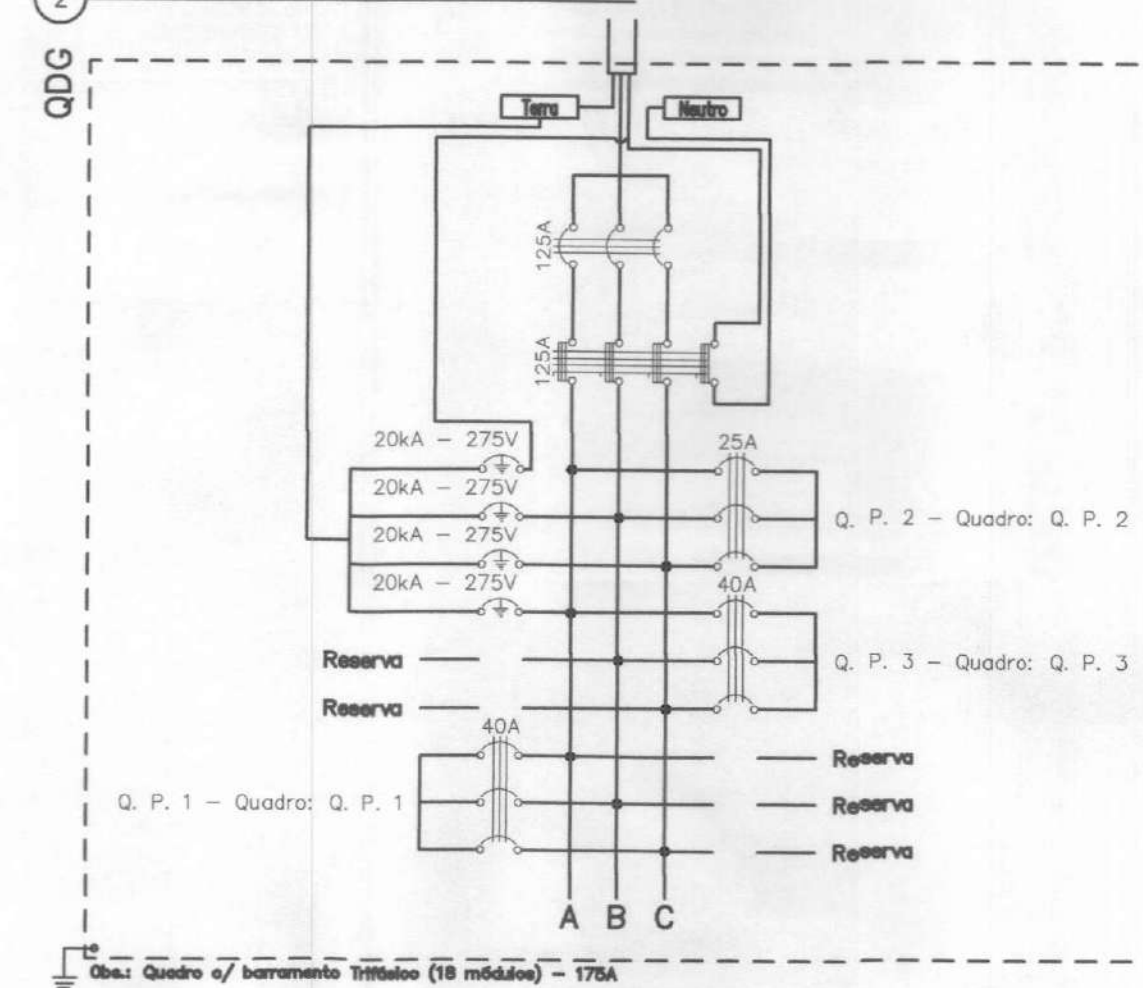 2
QDG
Terra
Neutro
125A
125A
20kA - 275V
25A
20kA - 275V
Q. P. 2 - Quadro: Q. P. 2
20kA - 275V
20kA - 275V
40A
Reserva
Q. P. 3 - Quadro: Q. P. 3
Reserva
40A
Reserva
Q. P. 1 - Quadro: Q. P. 1
Reserva
Reserva
A B C
Obs.: Quadro c/ barramento Trifásico (18 módulos) - 175A